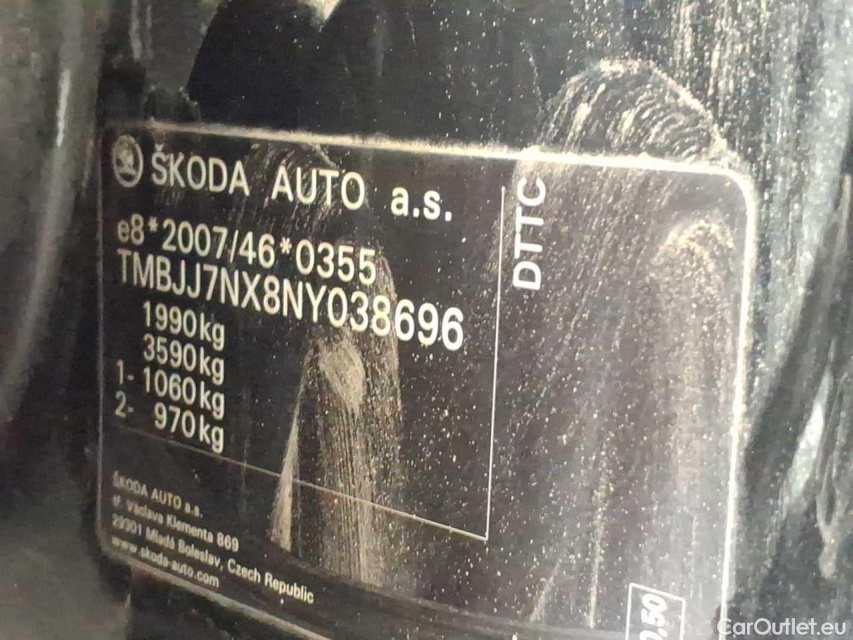 ŠKODA AUTO a.s.
e8*2007/46*0355
TMBJJ7NX8NY038696
1990kg
3590kg
1- 1060kg
2- 970kg
DTTC
ŠKODA AUTO a.s.
tř. Václava Klementa 869
29301 Mladá Boleslav, Czech Republic
www.skoda-auto.com
CarOutlet.eu